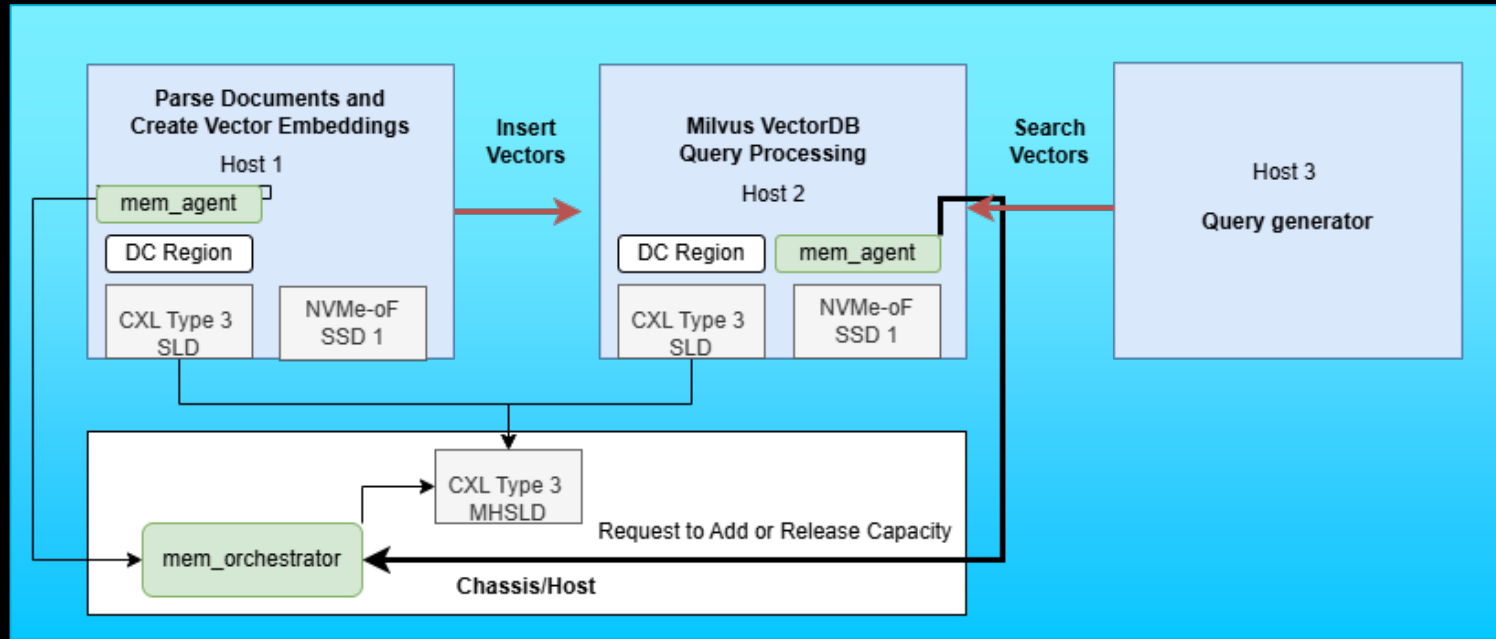 Parse Documents and
Create Vector Embeddings
Host 1
mem_agent
DC Region
CXL Type 3
SLD
NVMe-oF
SSD 1
Insert
Vectors
Milvus VectorDB
Query Processing
Host 2
DC Region
mem_agent
CXL Type 3
SLD
NVMe-oF
SSD 1
Search
Vectors
Host 3
Query generator
CXL Type 3
MHSLD
Request to Add or Release Capacity
mem_orchestrator
Chassis/Host